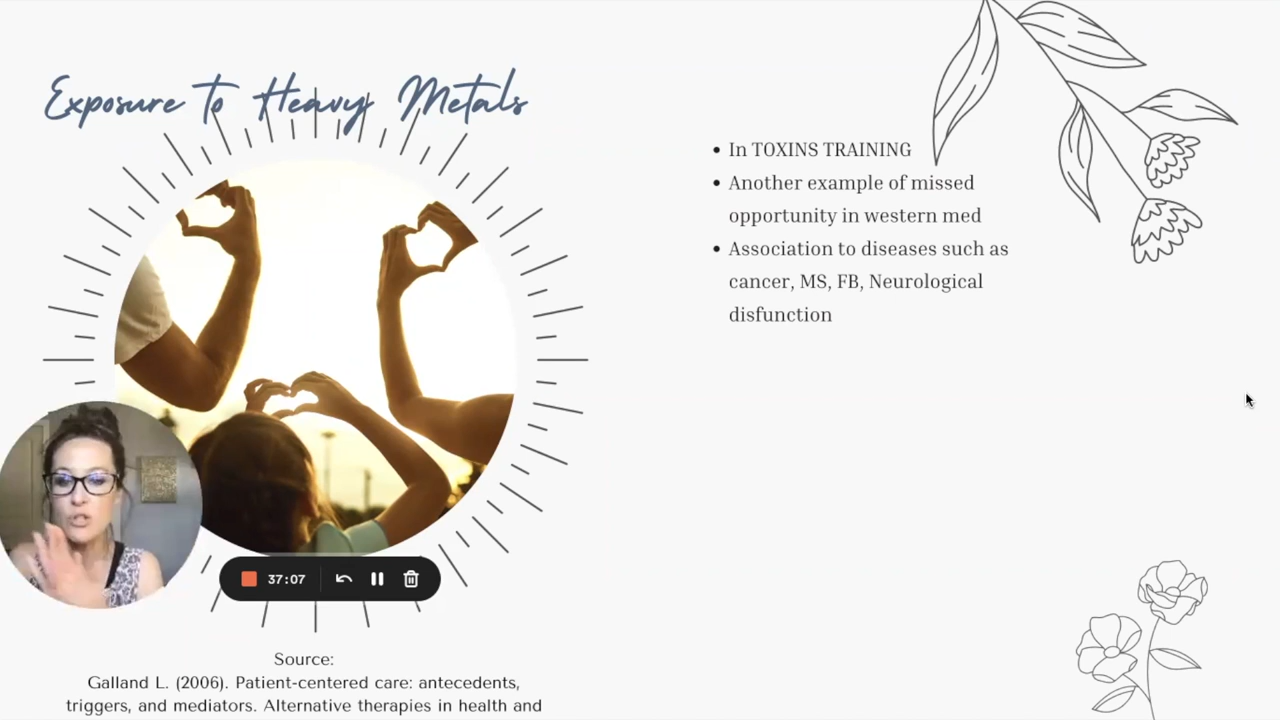 Exposure to Heavy Metals
• In TOXINS TRAINING
• Another example of missed
opportunity in western med
• Association to diseases such as
cancer, MS, FB, Neurological
disfunction
37:07
Source:
Galland L. (2006). Patient-centered care: antecedents,
triggers, and mediators. Alternative therapies in health and